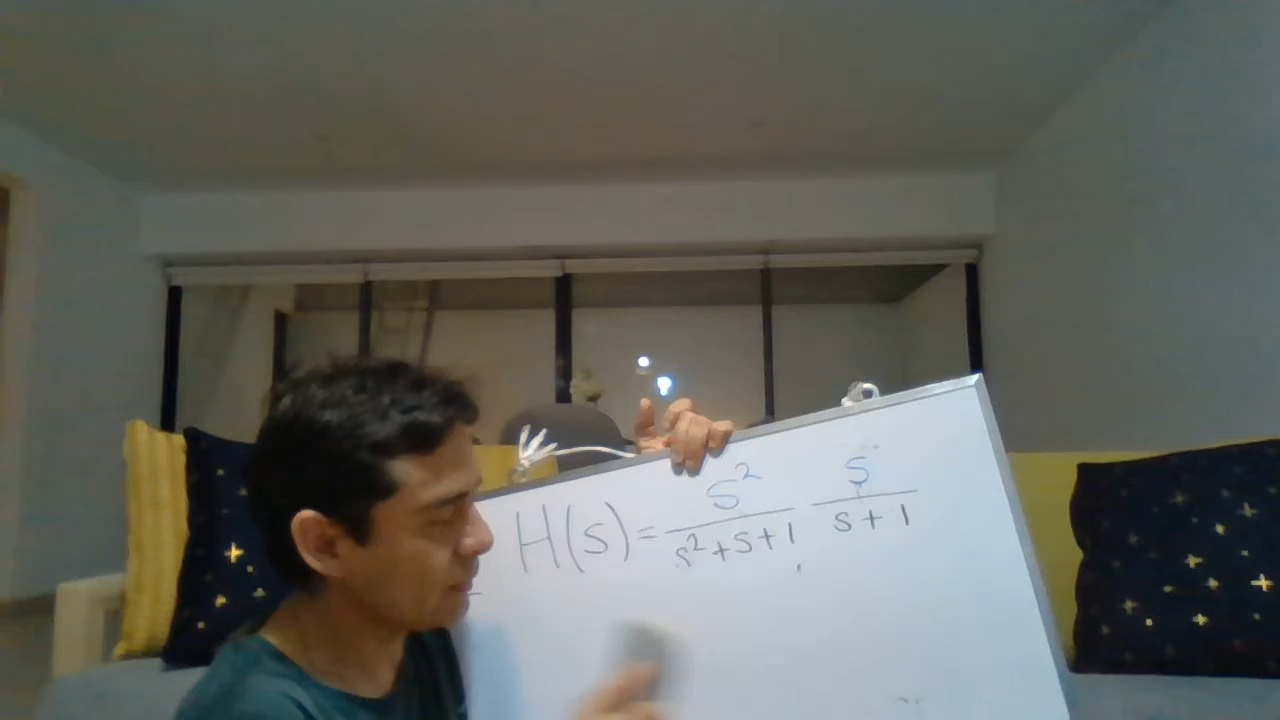 H(s) = s²/(s²+s+1) s/(s+1)